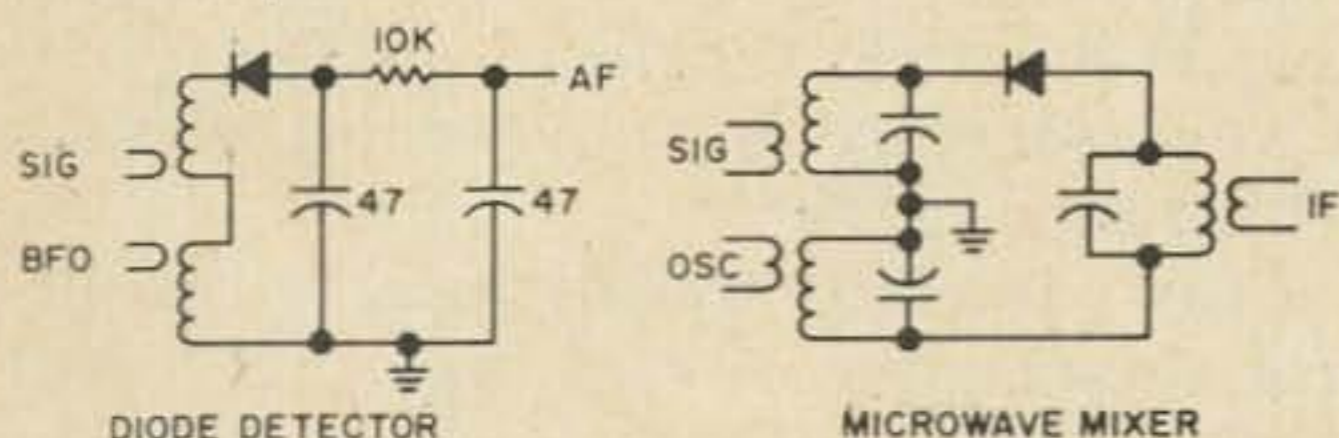 10K
AF
SIG
47
47
BFO
DIODE DETECTOR
SIG
OSC
IF
MICROWAVE MIXER